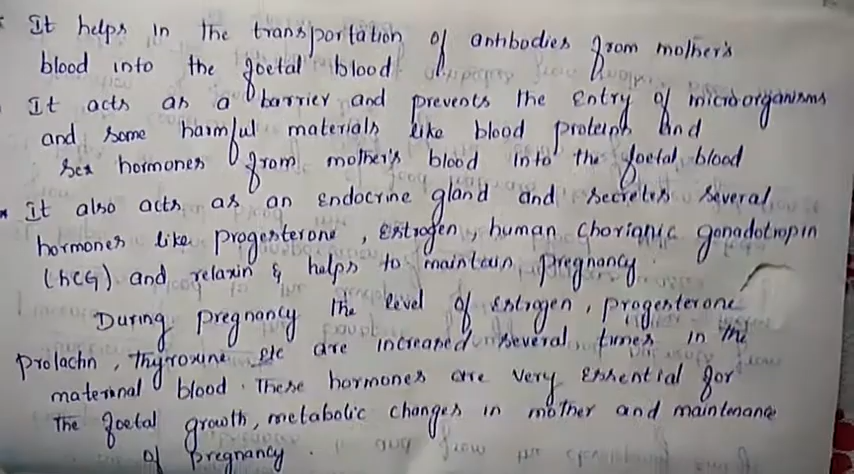 * It helps in the transportation of antibodies from mother's
blood into the foetal blood
It acts as a barrier and prevents the entry of microorganisms
and some harmful materials like blood proteins and
Sex hormones from mother's blood into the foetal blood
* It also acts as an endocrine gland and secretes several
hormones like progesterone, Estrogen, human chorionic gonadotropin
(hCG) and relaxin & helps to maintain pregnancy.
During pregnancy the level of Estrogen, progesterone
prolactin, Thyroxine etc are increased several times in the
maternal blood. These hormones are very Essential for
The foetal growth, metabolic changes in mother and maintenance
of pregnancy.